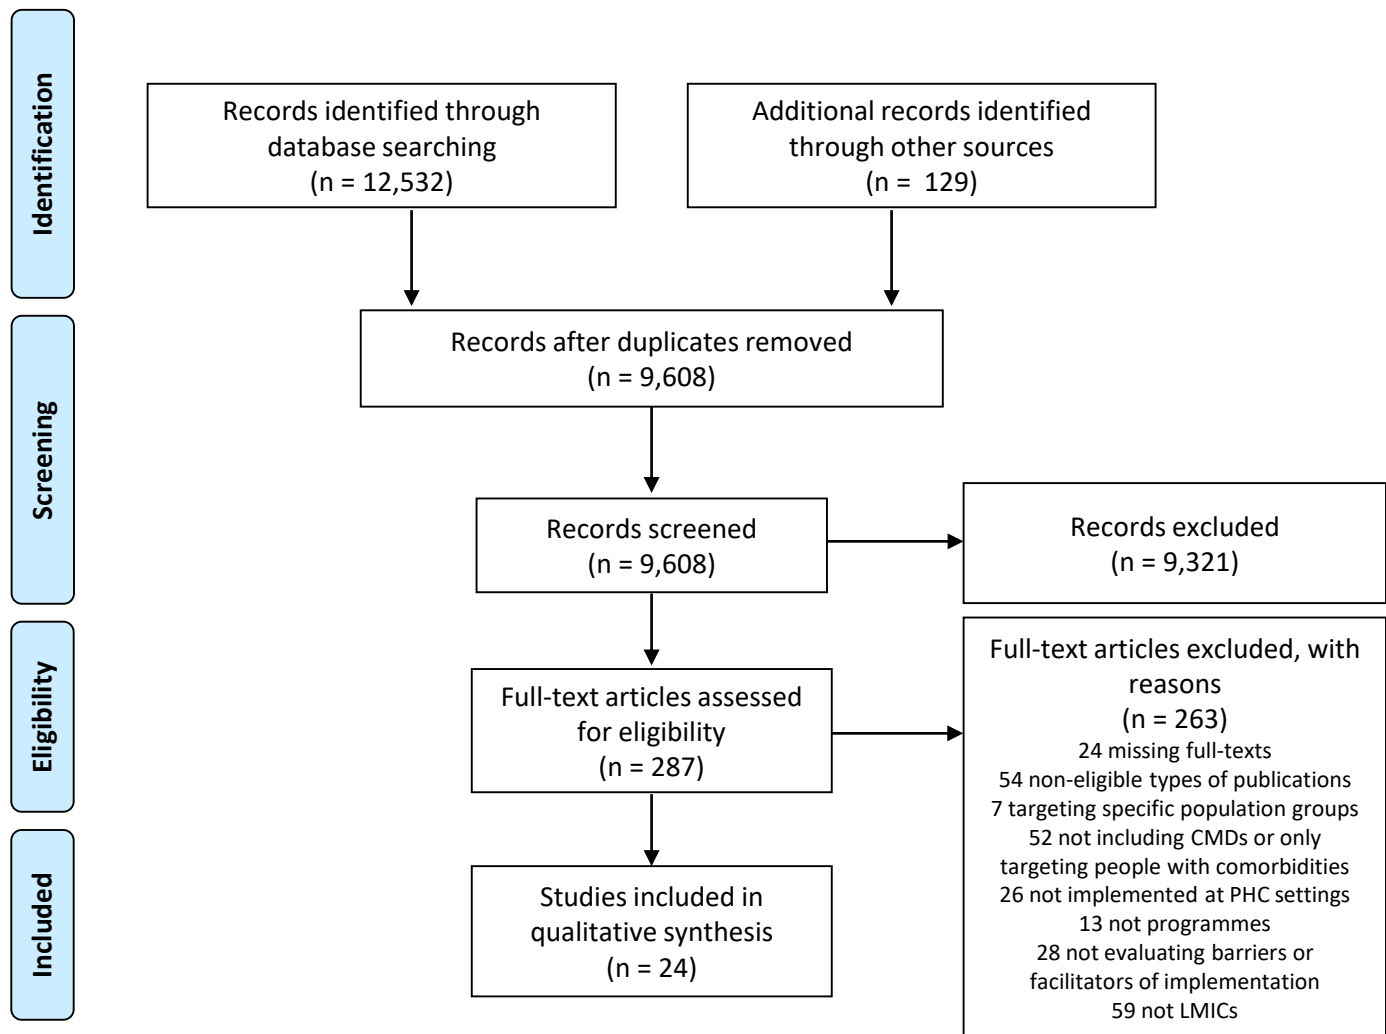 Identification
Records identified through
database searching
(n = 12,532)
Additional records identified
through other sources
(n = 129)
Screening
Records after duplicates removed
(n = 9,608)
Records screened
(n = 9,608)
Records excluded
(n = 9,321)
Eligibility
Full-text articles assessed
for eligibility
(n = 287)
Full-text articles excluded, with
reasons
(n = 263)
24 missing full-texts
54 non-eligible types of publications
7 targeting specific population groups
52 not including CMDs or only
targeting people with comorbidities
26 not implemented at PHC settings
13 not programmes
28 not evaluating barriers or
facilitators of implementation
59 not LMICs
Included
Studies included in
qualitative synthesis
(n = 24)